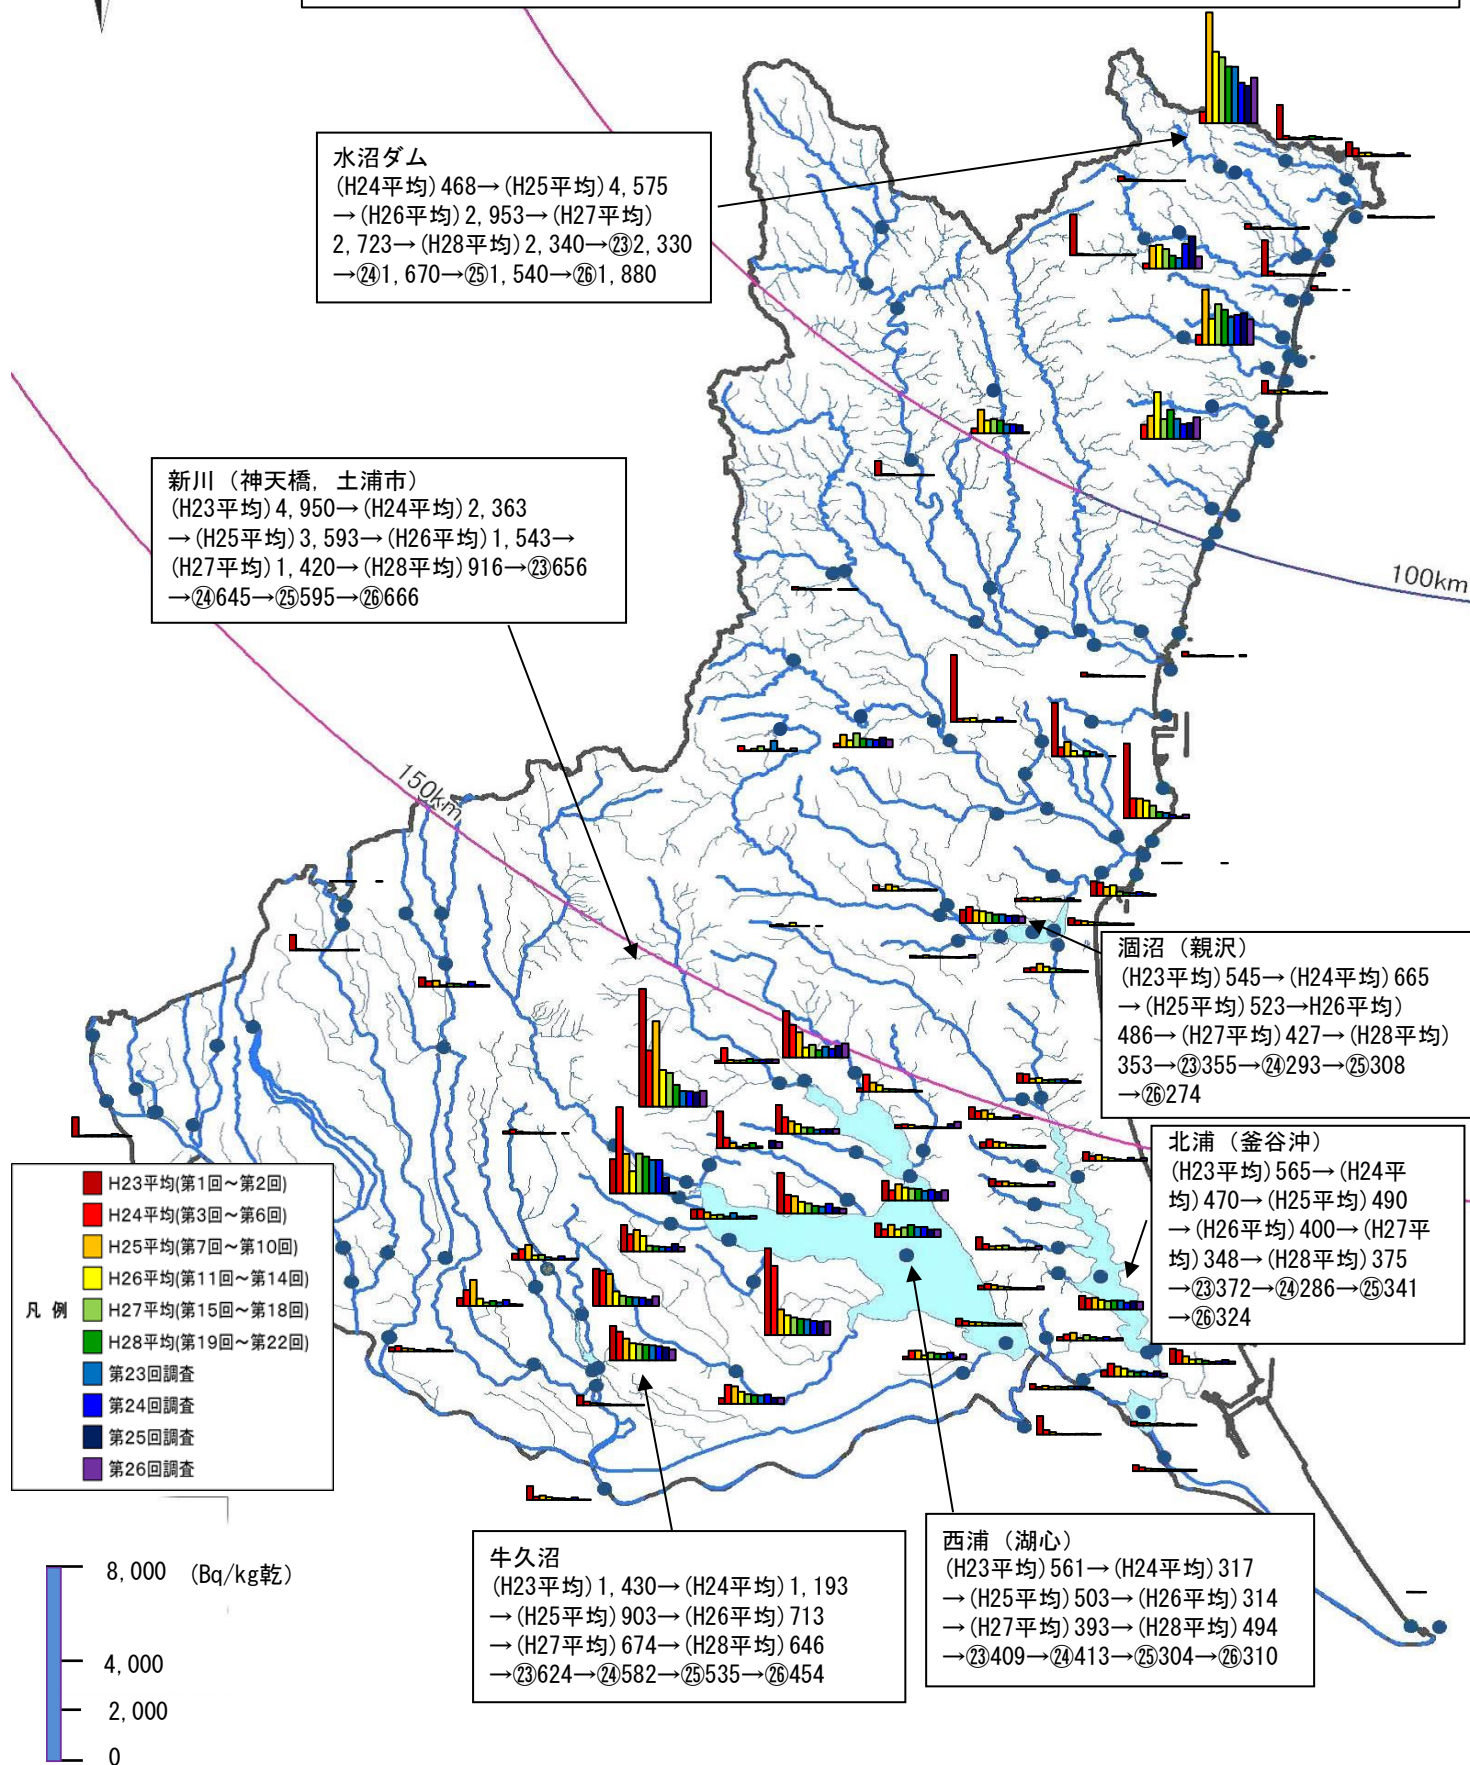 水沼ダム
(H24平均)468→(H25平均)4,575
→(H26平均)2,953→(H27平均)
2,723→(H28平均)2,340→㉓2,330
→㉔1,670→㉕1,540→㉖1,880
新川（神天橋，土浦市）
(H23平均)4,950→(H24平均)2,363
→(H25平均)3,593→(H26平均)1,543→
(H27平均)1,420→(H28平均)916→㉓656
→㉔645→㉕595→㉖666
100km
150km
涸沼（親沢）
(H23平均)545→(H24平均)665
→(H25平均)523→H26平均)
486→(H27平均)427→(H28平均)
353→㉓355→㉔293→㉕308
→㉖274
北浦（釜谷沖）
(H23平均)565→(H24平
均)470→(H25平均)490
→(H26平均)400→(H27平
均)348→(H28平均)375
→㉓372→㉔286→㉕341
→㉖324
凡 例
H23平均(第1回～第2回)
H24平均(第3回～第6回)
H25平均(第7回～第10回)
H26平均(第11回～第14回)
H27平均(第15回～第18回)
H28平均(第19回～第22回)
第23回調査
第24回調査
第25回調査
第26回調査
8,000 (Bq/kg乾)
4,000
2,000
0
牛久沼
(H23平均)1,430→(H24平均)1,193
→(H25平均)903→(H26平均)713
→(H27平均)674→(H28平均)646
→㉓624→㉔582→㉕535→㉖454
西浦（湖心）
(H23平均)561→(H24平均)317
→(H25平均)503→(H26平均)314
→(H27平均)393→(H28平均)494
→㉓409→㉔413→㉕304→㉖310